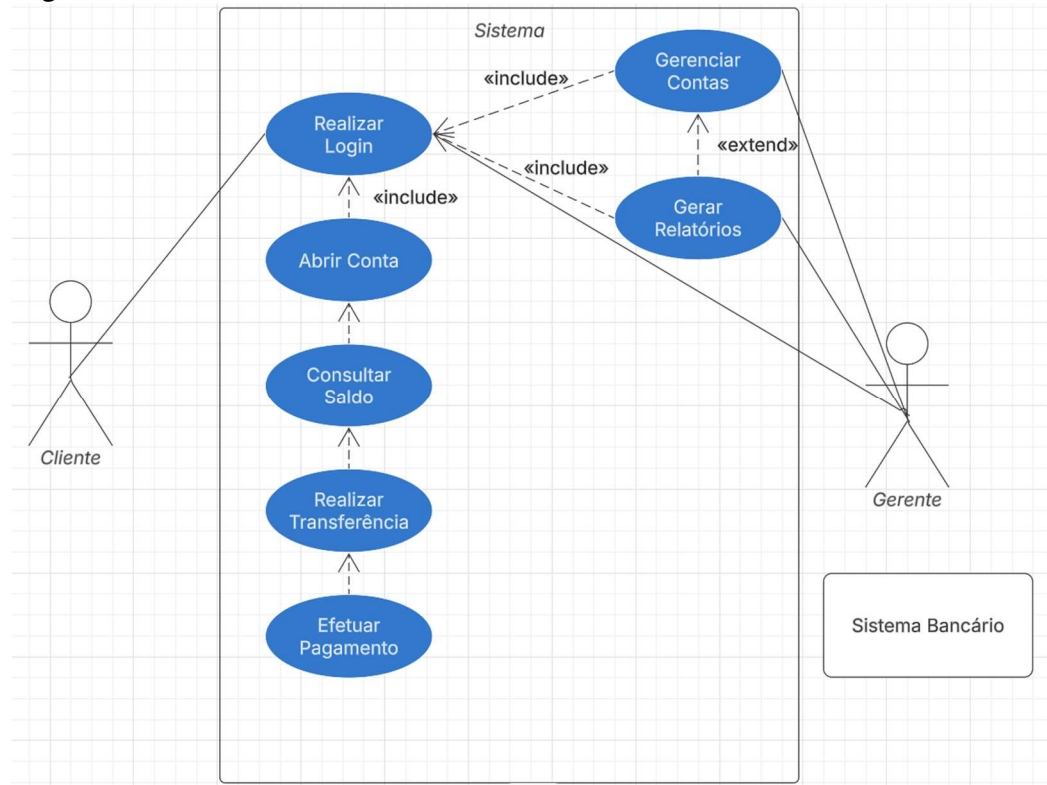 Sistema
Gerenciar
Contas
«include»
Realizar
Login
«extend»
«include»
«include»
Gerar
Relatórios
Abrir Conta
Consultar
Saldo
Cliente
Realizar
Transferência
Gerente
Efetuar
Pagamento
Sistema Bancário